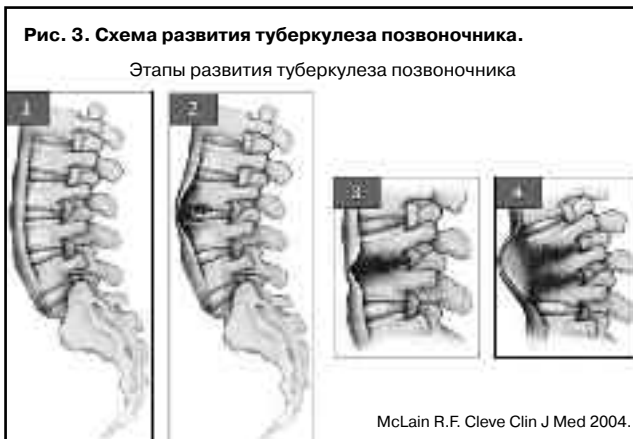 Рис. 3. Схема развития туберкулеза позвоночника.
Этапы развития туберкулеза позвоночника
1
2
3
4
McLain R.F. Cleve Clin J Med 2004.